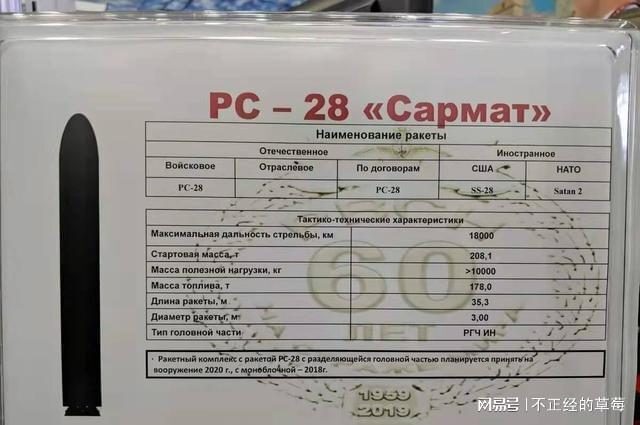 РС – 28 «Сармат»
Наименование ракеты
Отечественное Иностранное
Войсковое Отраслевое По договорам США НАТО
РС-28 РС-28 SS-28 Satan 2
Тактико-технические характеристики
Максимальная дальность стрельбы, км 18000
Стартовая масса, т 208,1
Масса полезной нагрузки, кг >10000
Масса топлива, т 178,0
Длина ракеты, м 35,3
Диаметр ракеты, м 3,00
Тип головной части РГЧ ИН
60
ЛЕТ
· Ракетный комплекс с ракетой РС-28 с разделяющейся головной частью планируется принять на
вооружение 2020 г., с моноблочной – 2018г.
1959
2019
网易号 | 不正经的草莓